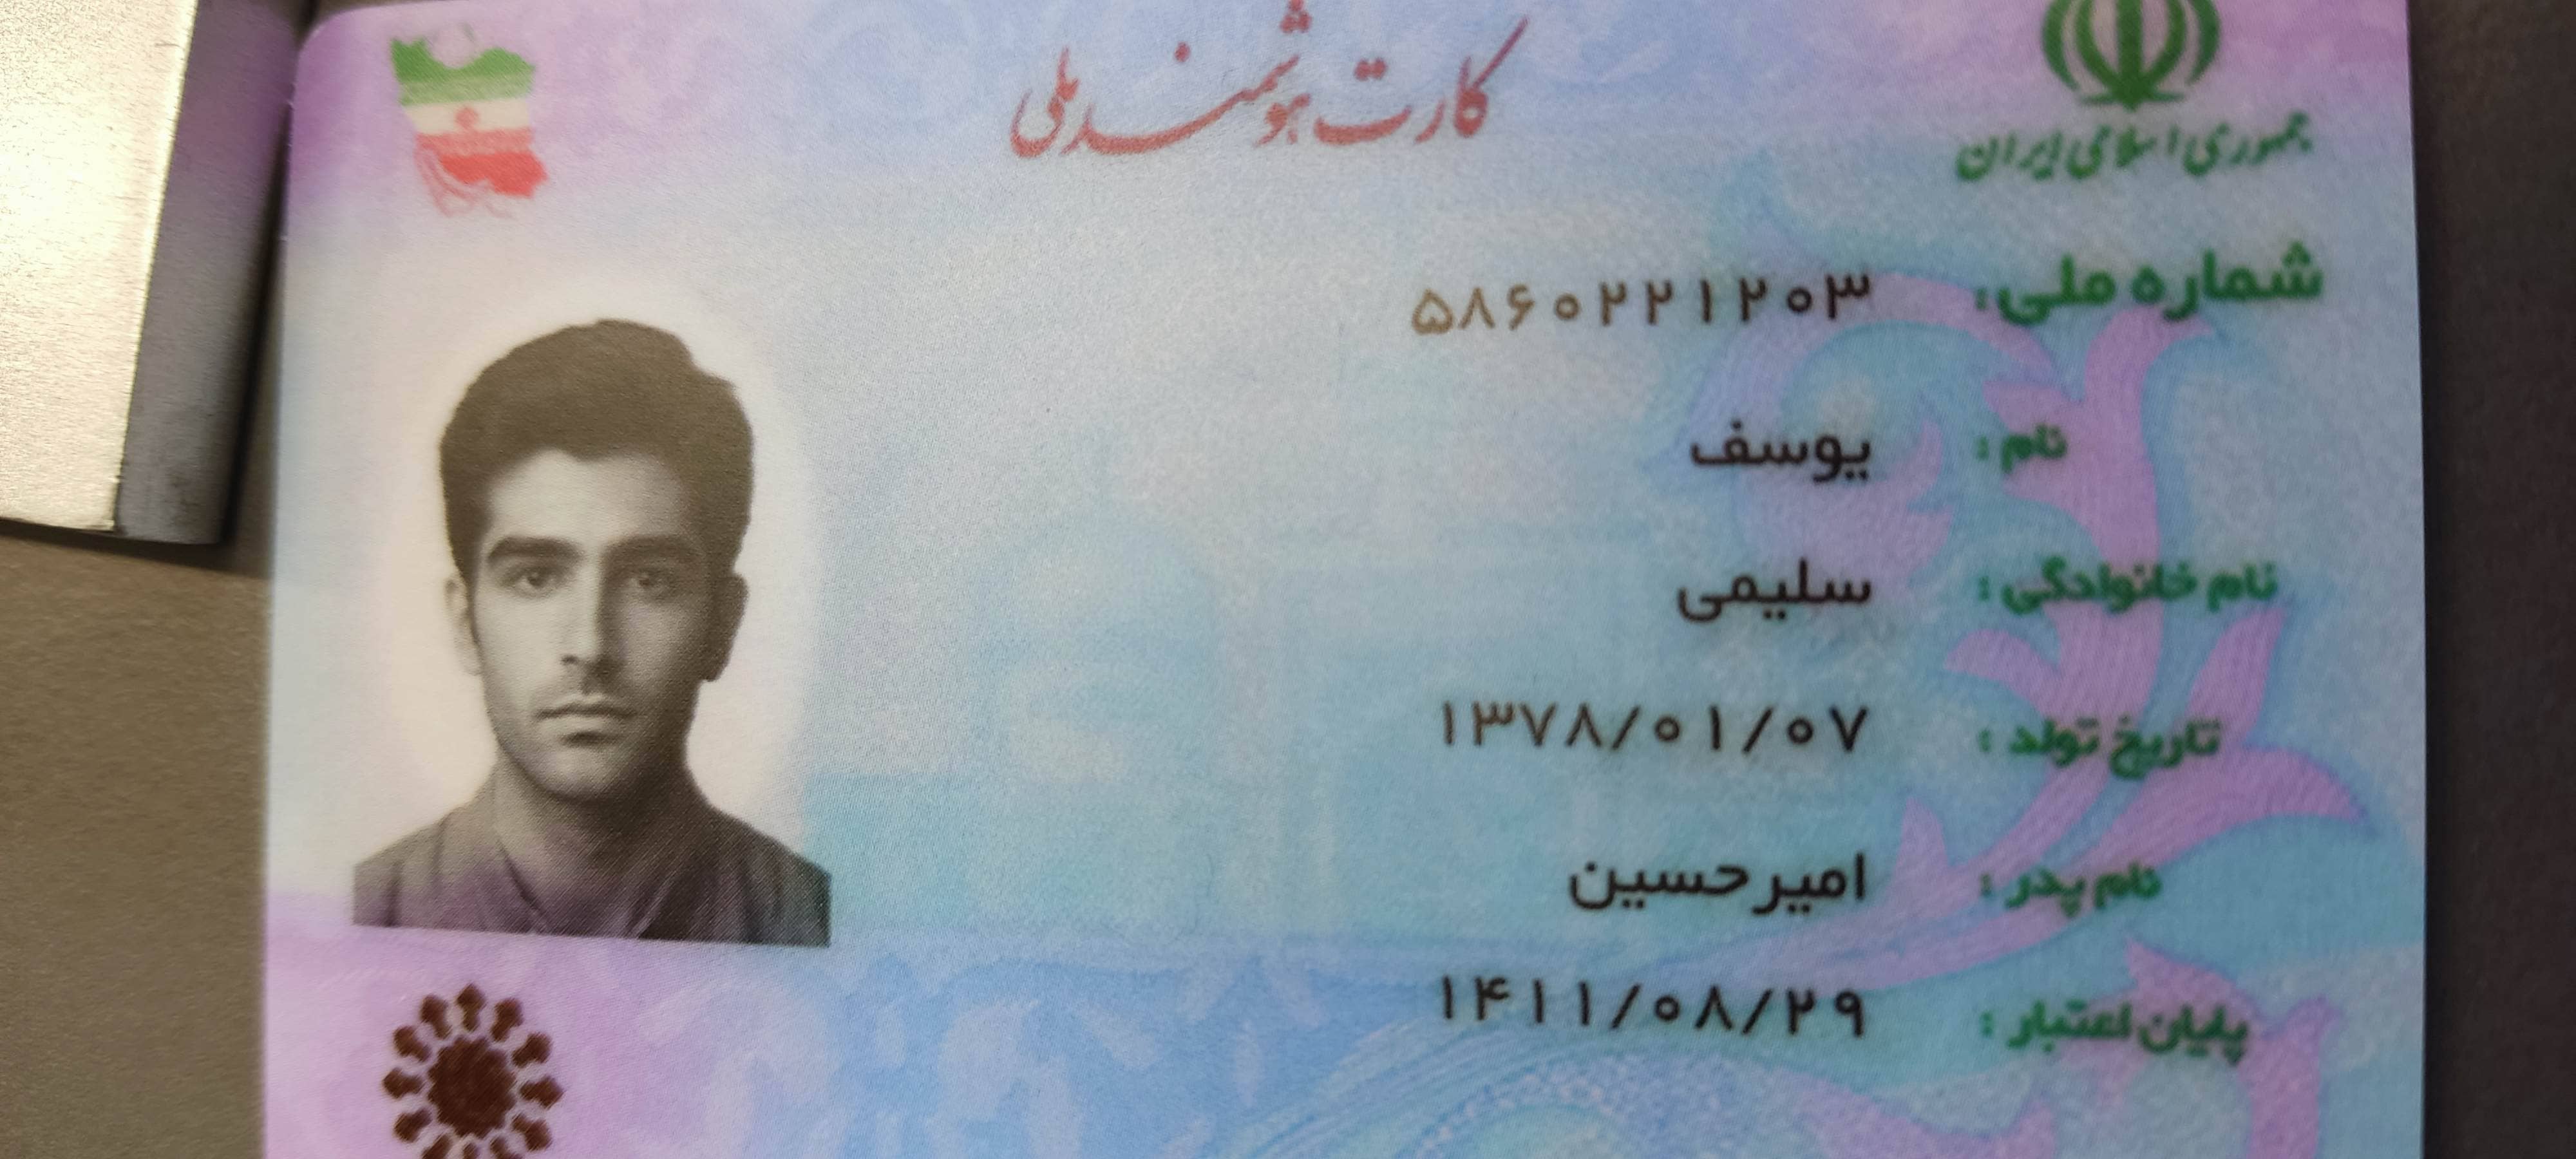 کارت هوشمند ملی
جمهوری اسلامی ایران
شماره ملی: ۵۸۶۰۲۲۱۲۰۳
نام : یوسف
نام خانوادگی : سلیمی
تاریخ تولد : ۱۳۷۸/۰۱/۰۷
نام پدر : امیرحسین
پایان اعتبار : ۱۴۱۱/۰۸/۲۹